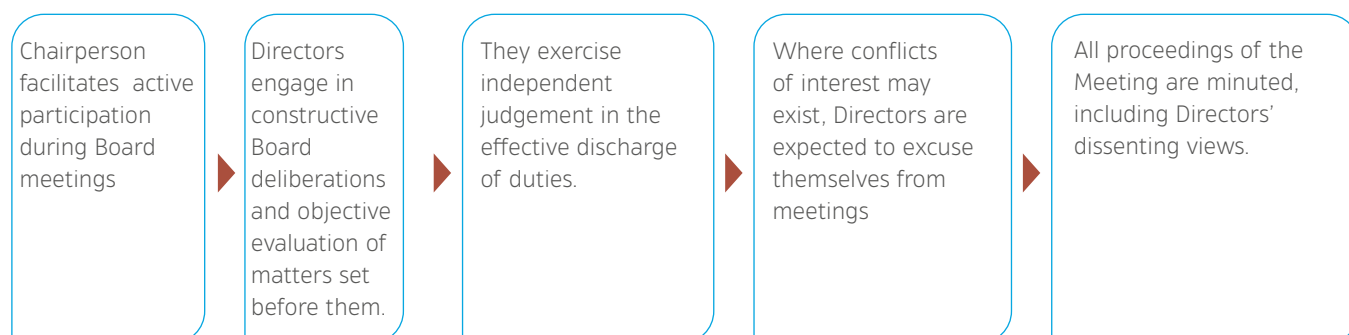 Chairperson
facilitates  active
participation
during Board
meetings
Directors
engage in
constructive
Board
deliberations
and objective
evaluation of
matters set
before them.
They exercise
independent
judgement in the
effective discharge
of duties.
Where conflicts
of interest may
exist, Directors are
expected to excuse
themselves from
meetings
All proceedings of the
Meeting are minuted,
including Directors’
dissenting views.